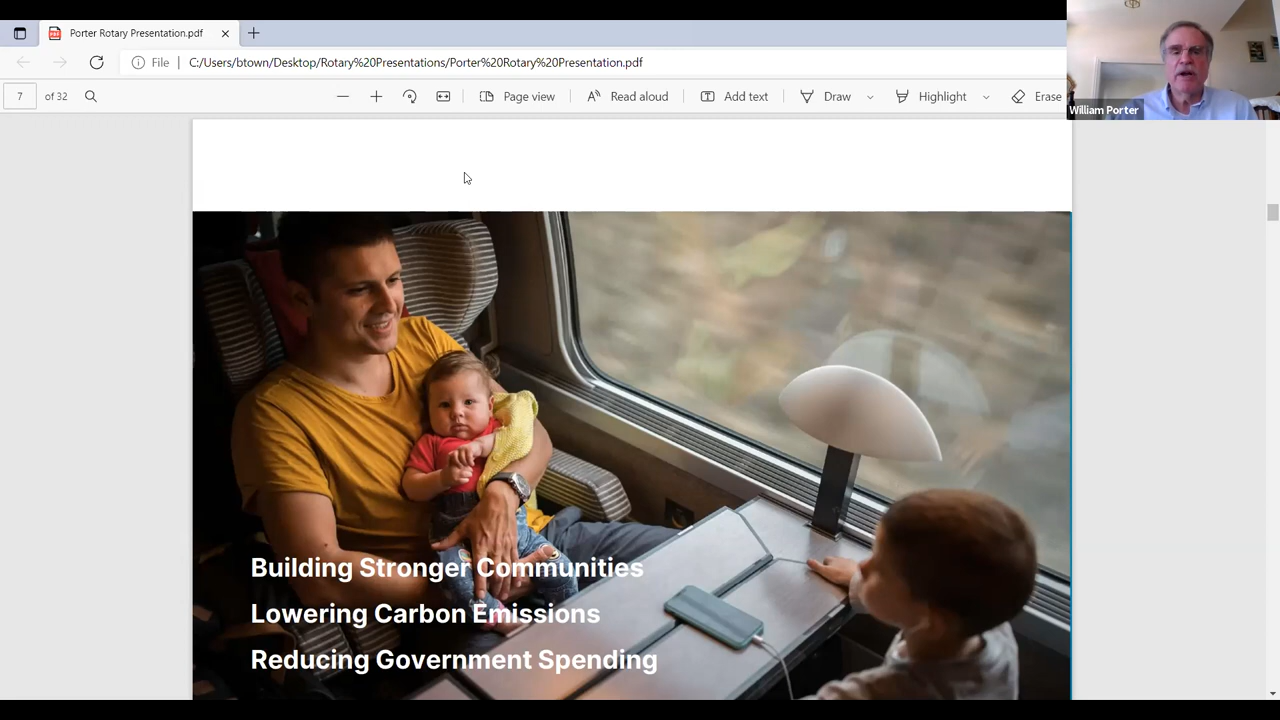 Porter Rotary Presentation.pdf
File
C:/Users/btown/Desktop/Rotary%20Presentations/Porter%20Rotary%20Presentation.pdf
7 of 32
Page view
Read aloud
Add text
Draw
Highlight
Erase
William Porter
Building Stronger Communities
Lowering Carbon Emissions
Reducing Government Spending